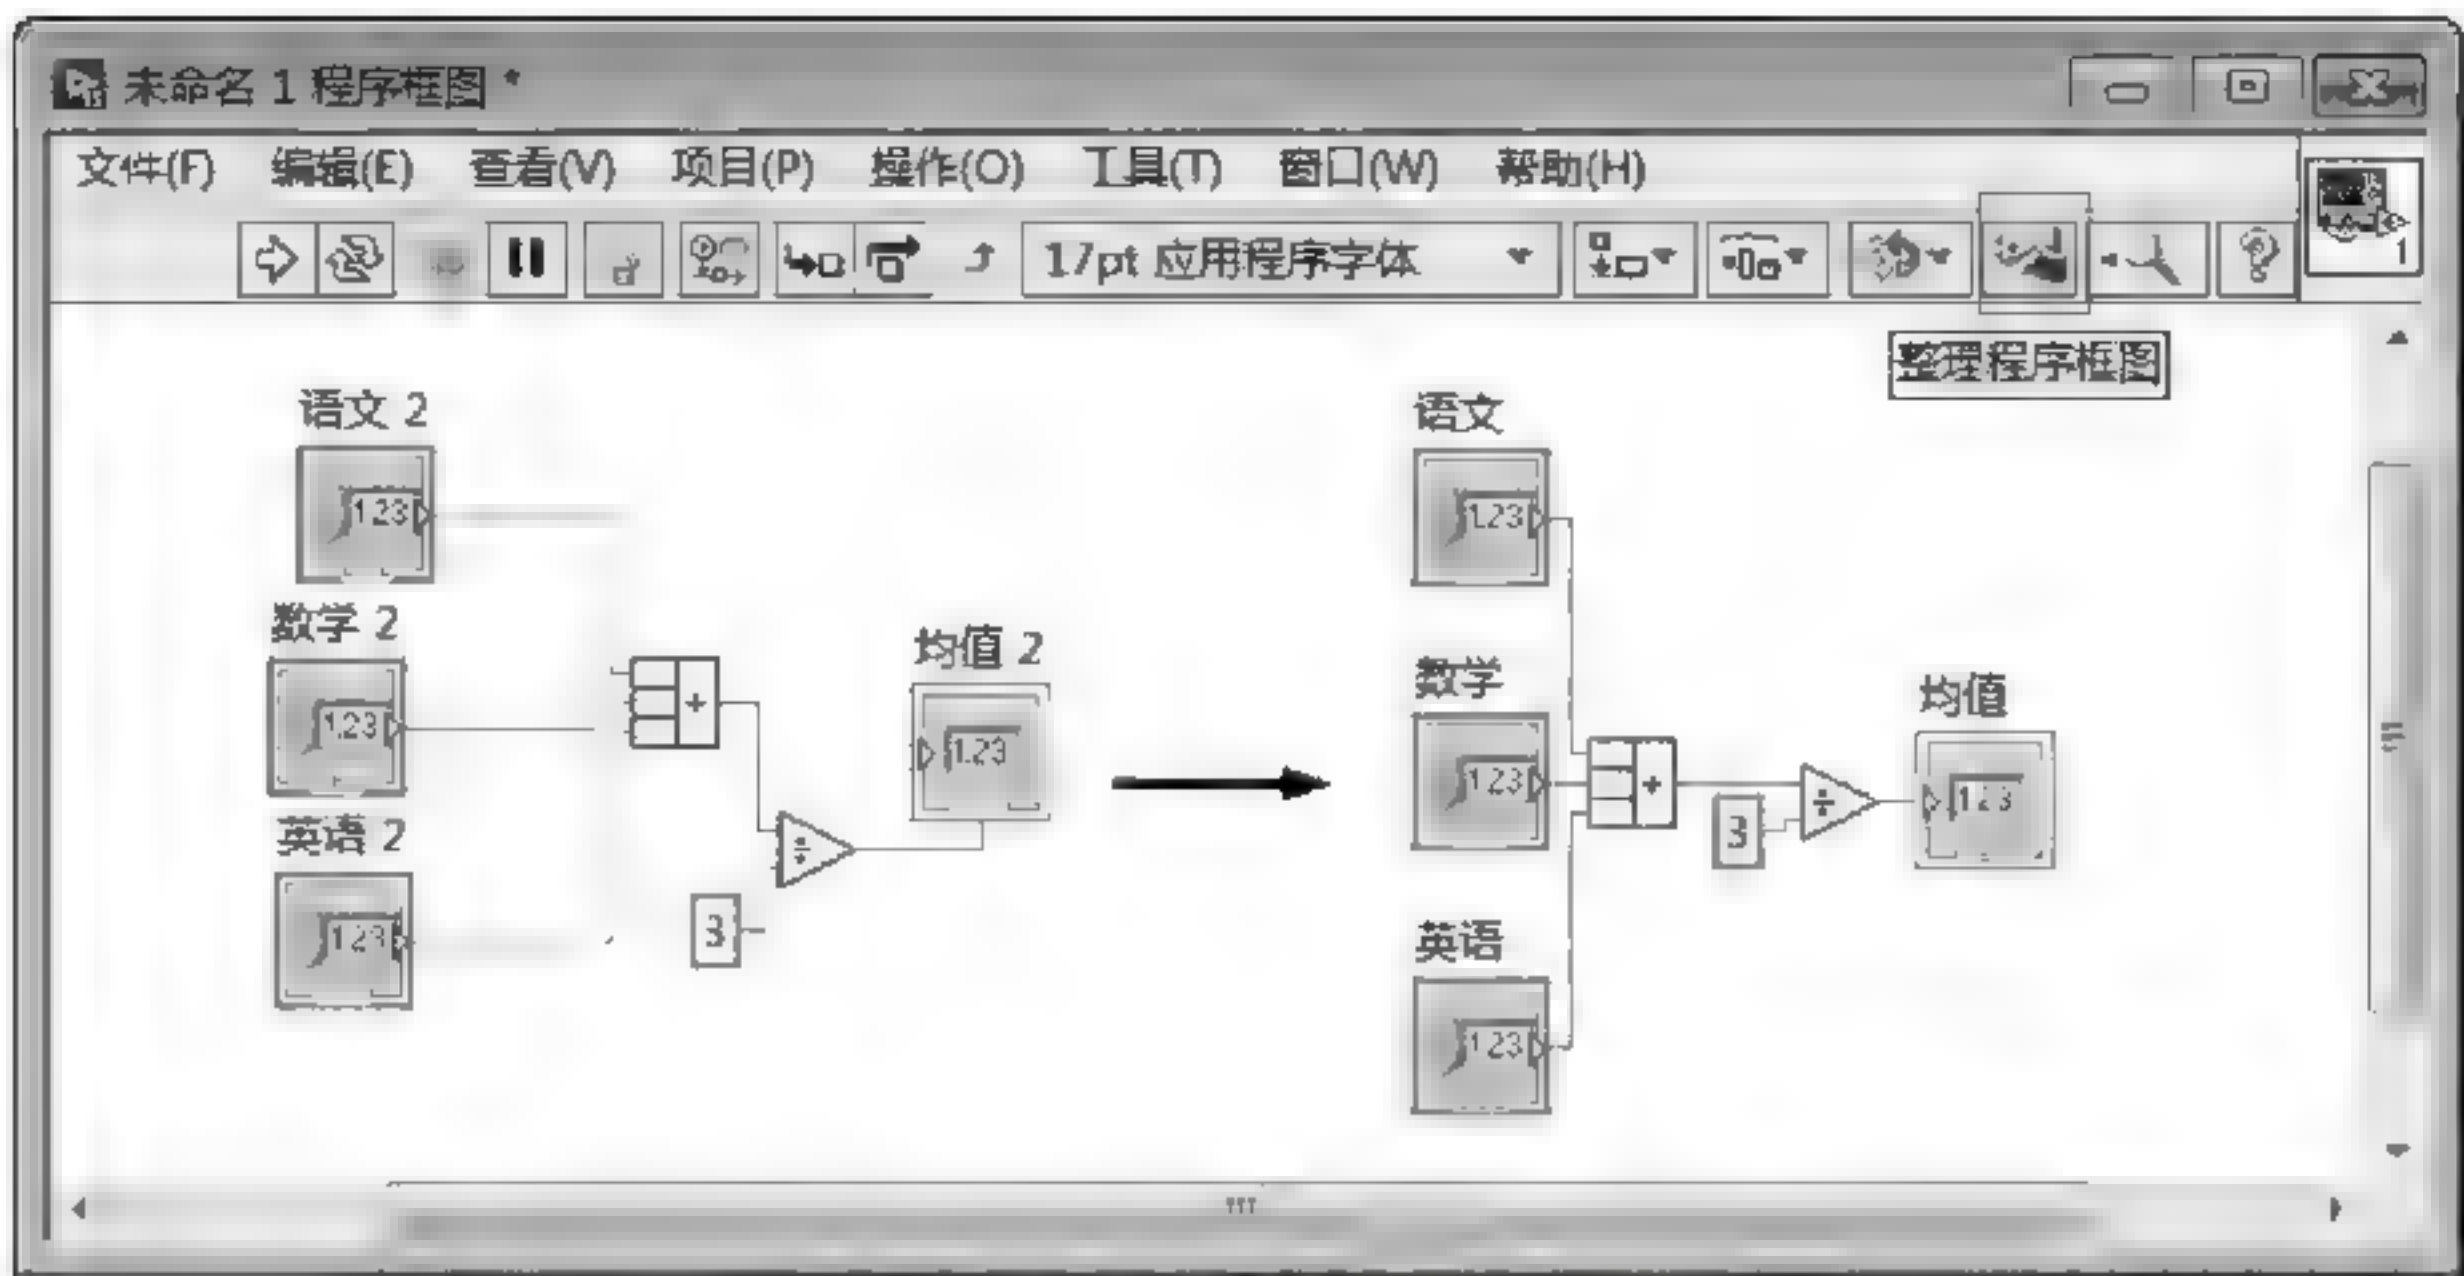 未命名 1 程序框图 *
文件(F) 编辑(E) 查看(V) 项目(P) 操作(O) 工具(T) 窗口(W) 帮助(H)
17pt 应用程序字体
1
整理程序框图
语文 2
1.23
数学 2
1.23
英语 2
1.23
+
÷
3
均值 2
1.23
语文
1.23
数学
1.23
英语
1.23
+
3
÷
均值
1.23